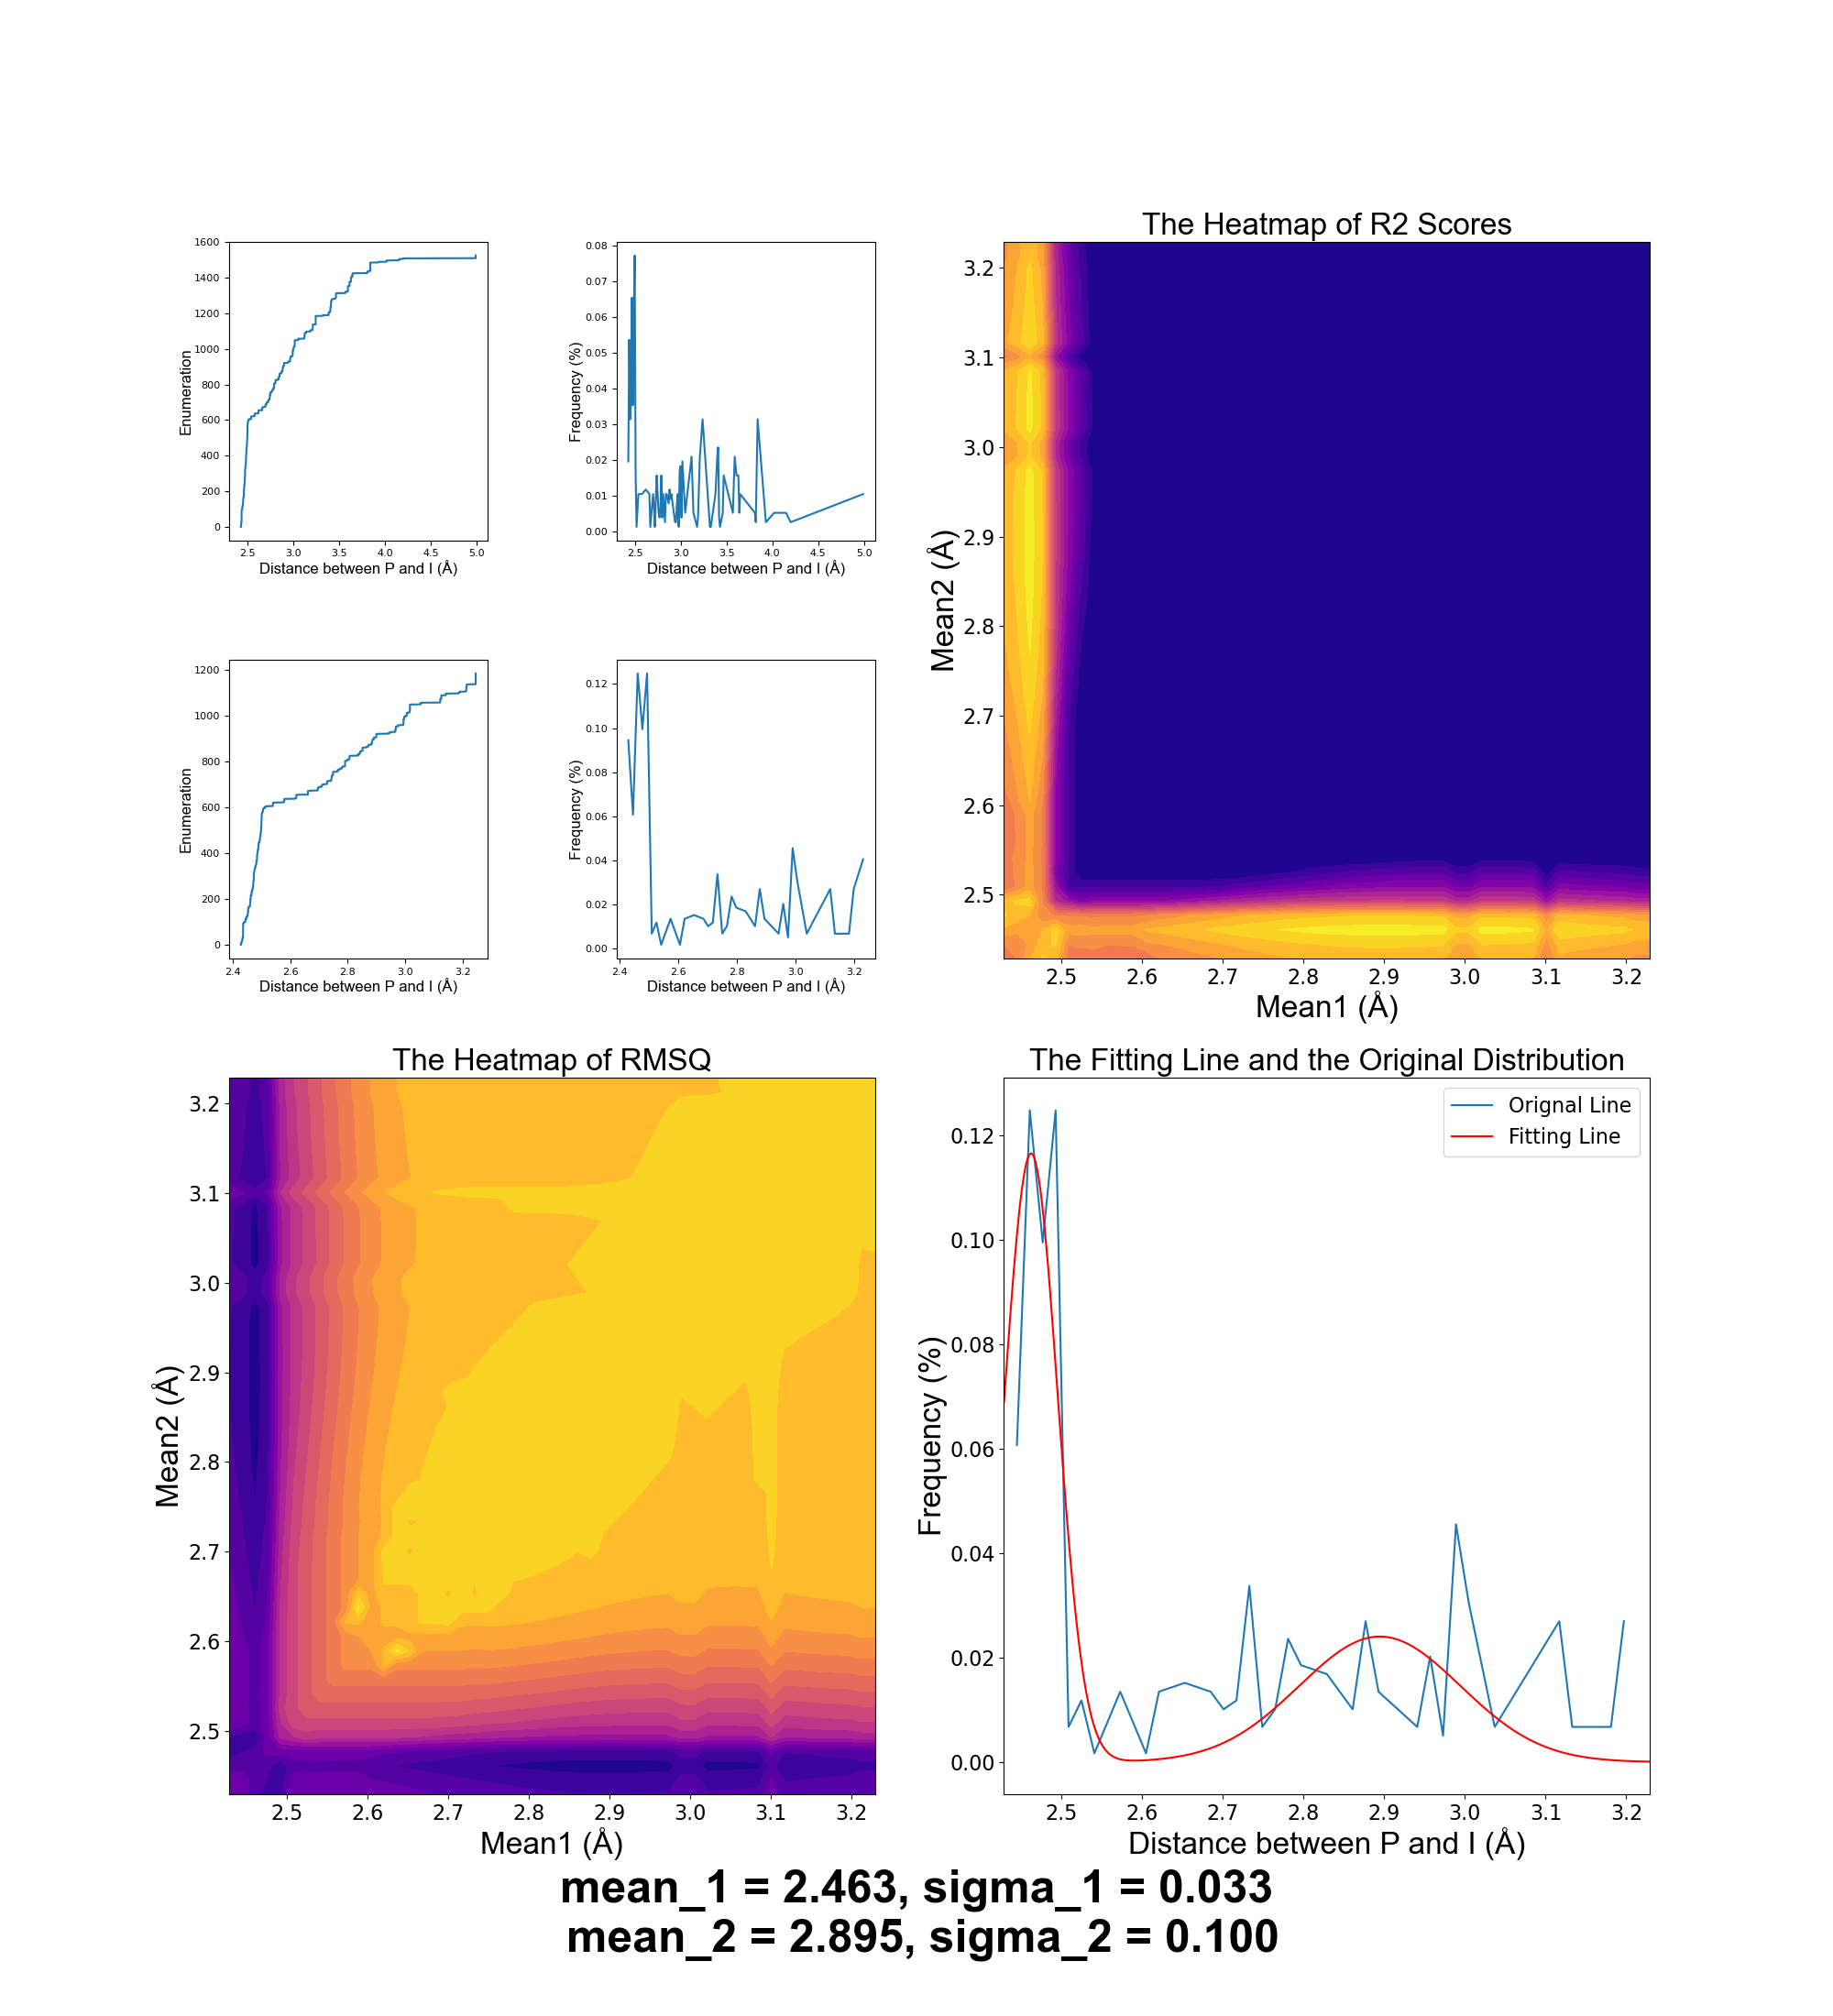 1600
1400
1200
1000
800
600
400
200
0
Enumeration
2.5 3.0 3.5 4.0 4.5 5.0
Distance between P and I (Å)
0.08
0.07
0.06
0.05
0.04
0.03
0.02
0.01
0.00
Frequency (%)
2.5 3.0 3.5 4.0 4.5 5.0
Distance between P and I (Å)
The Heatmap of R2 Scores
3.2
3.1
3.0
2.9
2.8
2.7
2.6
2.5
Mean2 (Å)
2.5 2.6 2.7 2.8 2.9 3.0 3.1 3.2
Mean1 (Å)
1200
1000
800
600
400
200
0
Enumeration
2.4 2.6 2.8 3.0 3.2
Distance between P and I (Å)
0.12
0.10
0.08
0.06
0.04
0.02
0.00
Frequency (%)
2.4 2.6 2.8 3.0 3.2
Distance between P and I (Å)
The Heatmap of RMSQ
3.2
3.1
3.0
2.9
2.8
2.7
2.6
2.5
Mean2 (Å)
2.5 2.6 2.7 2.8 2.9 3.0 3.1 3.2
Mean1 (Å)
The Fitting Line and the Original Distribution
Orignal Line
Fitting Line
0.12
0.10
0.08
0.06
0.04
0.02
0.00
Frequency (%)
2.5 2.6 2.7 2.8 2.9 3.0 3.1 3.2
Distance between P and I (Å)
mean_1 = 2.463, sigma_1 = 0.033
mean_2 = 2.895, sigma_2 = 0.100